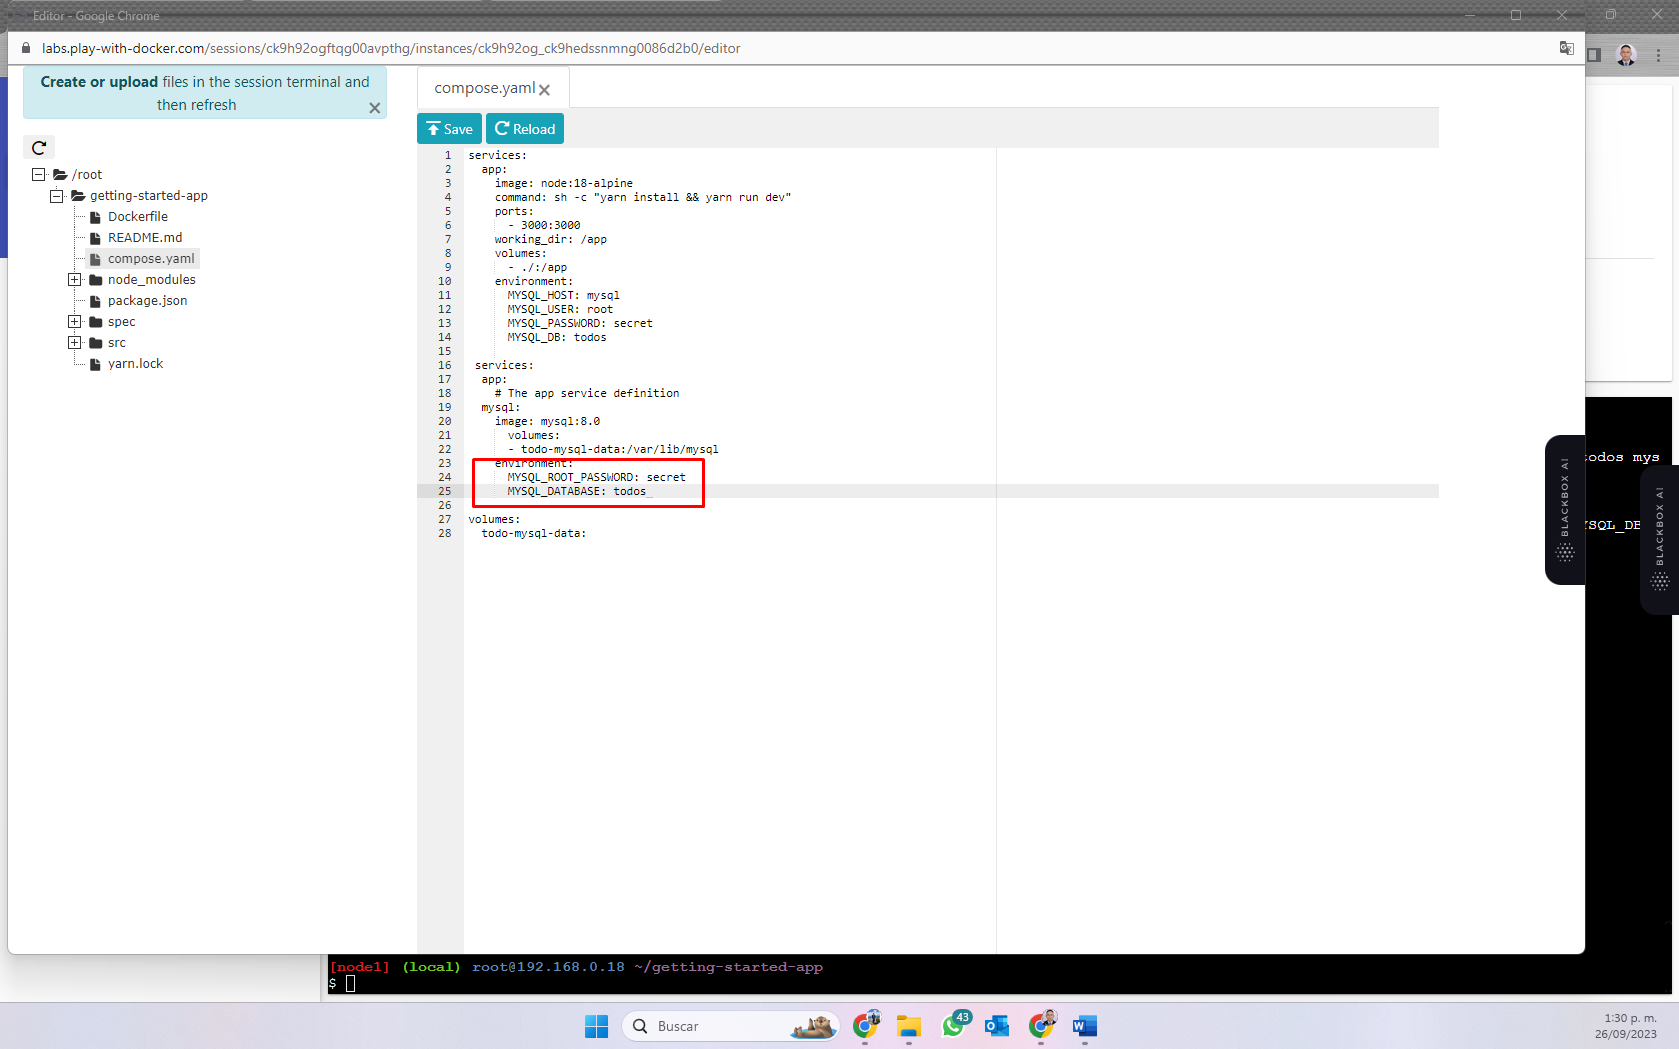 Editor - Google Chrome
labs.play-with-docker.com/sessions/ck9h92ogftqg00avpthg/instances/ck9h92og_ck9hedssnmng0086d2b0/editor
Create or upload files in the session terminal and
then refresh
/root
getting-started-app
Dockerfile
README.md
compose.yaml
node_modules
package.json
spec
src
yarn.lock
compose.yaml
Save
Reload
1 services:
2 app:
3 image: node:18-alpine
4 command: sh -c "yarn install && yarn run dev"
5 ports:
6 - 3000:3000
7 working_dir: /app
8 volumes:
9 - ./:/app
10 environment:
11 MYSQL_HOST: mysql
12 MYSQL_USER: root
13 MYSQL_PASSWORD: secret
14 MYSQL_DB: todos
15
16 services:
17 app:
18 # The app service definition
19 mysql:
20 image: mysql:8.0
21 volumes:
22 - todo-mysql-data:/var/lib/mysql
23 environment:
24 MYSQL_ROOT_PASSWORD: secret
25 MYSQL_DATABASE: todos_
26
27 volumes:
28 todo-mysql-data:
todos mys
YSQL_DB
BLACKBOX AI
BLACKBOX AI
[node1] (local) root@192.168.0.18 ~/getting-started-app
$
Buscar
43
1:30 p. m.
26/09/2023